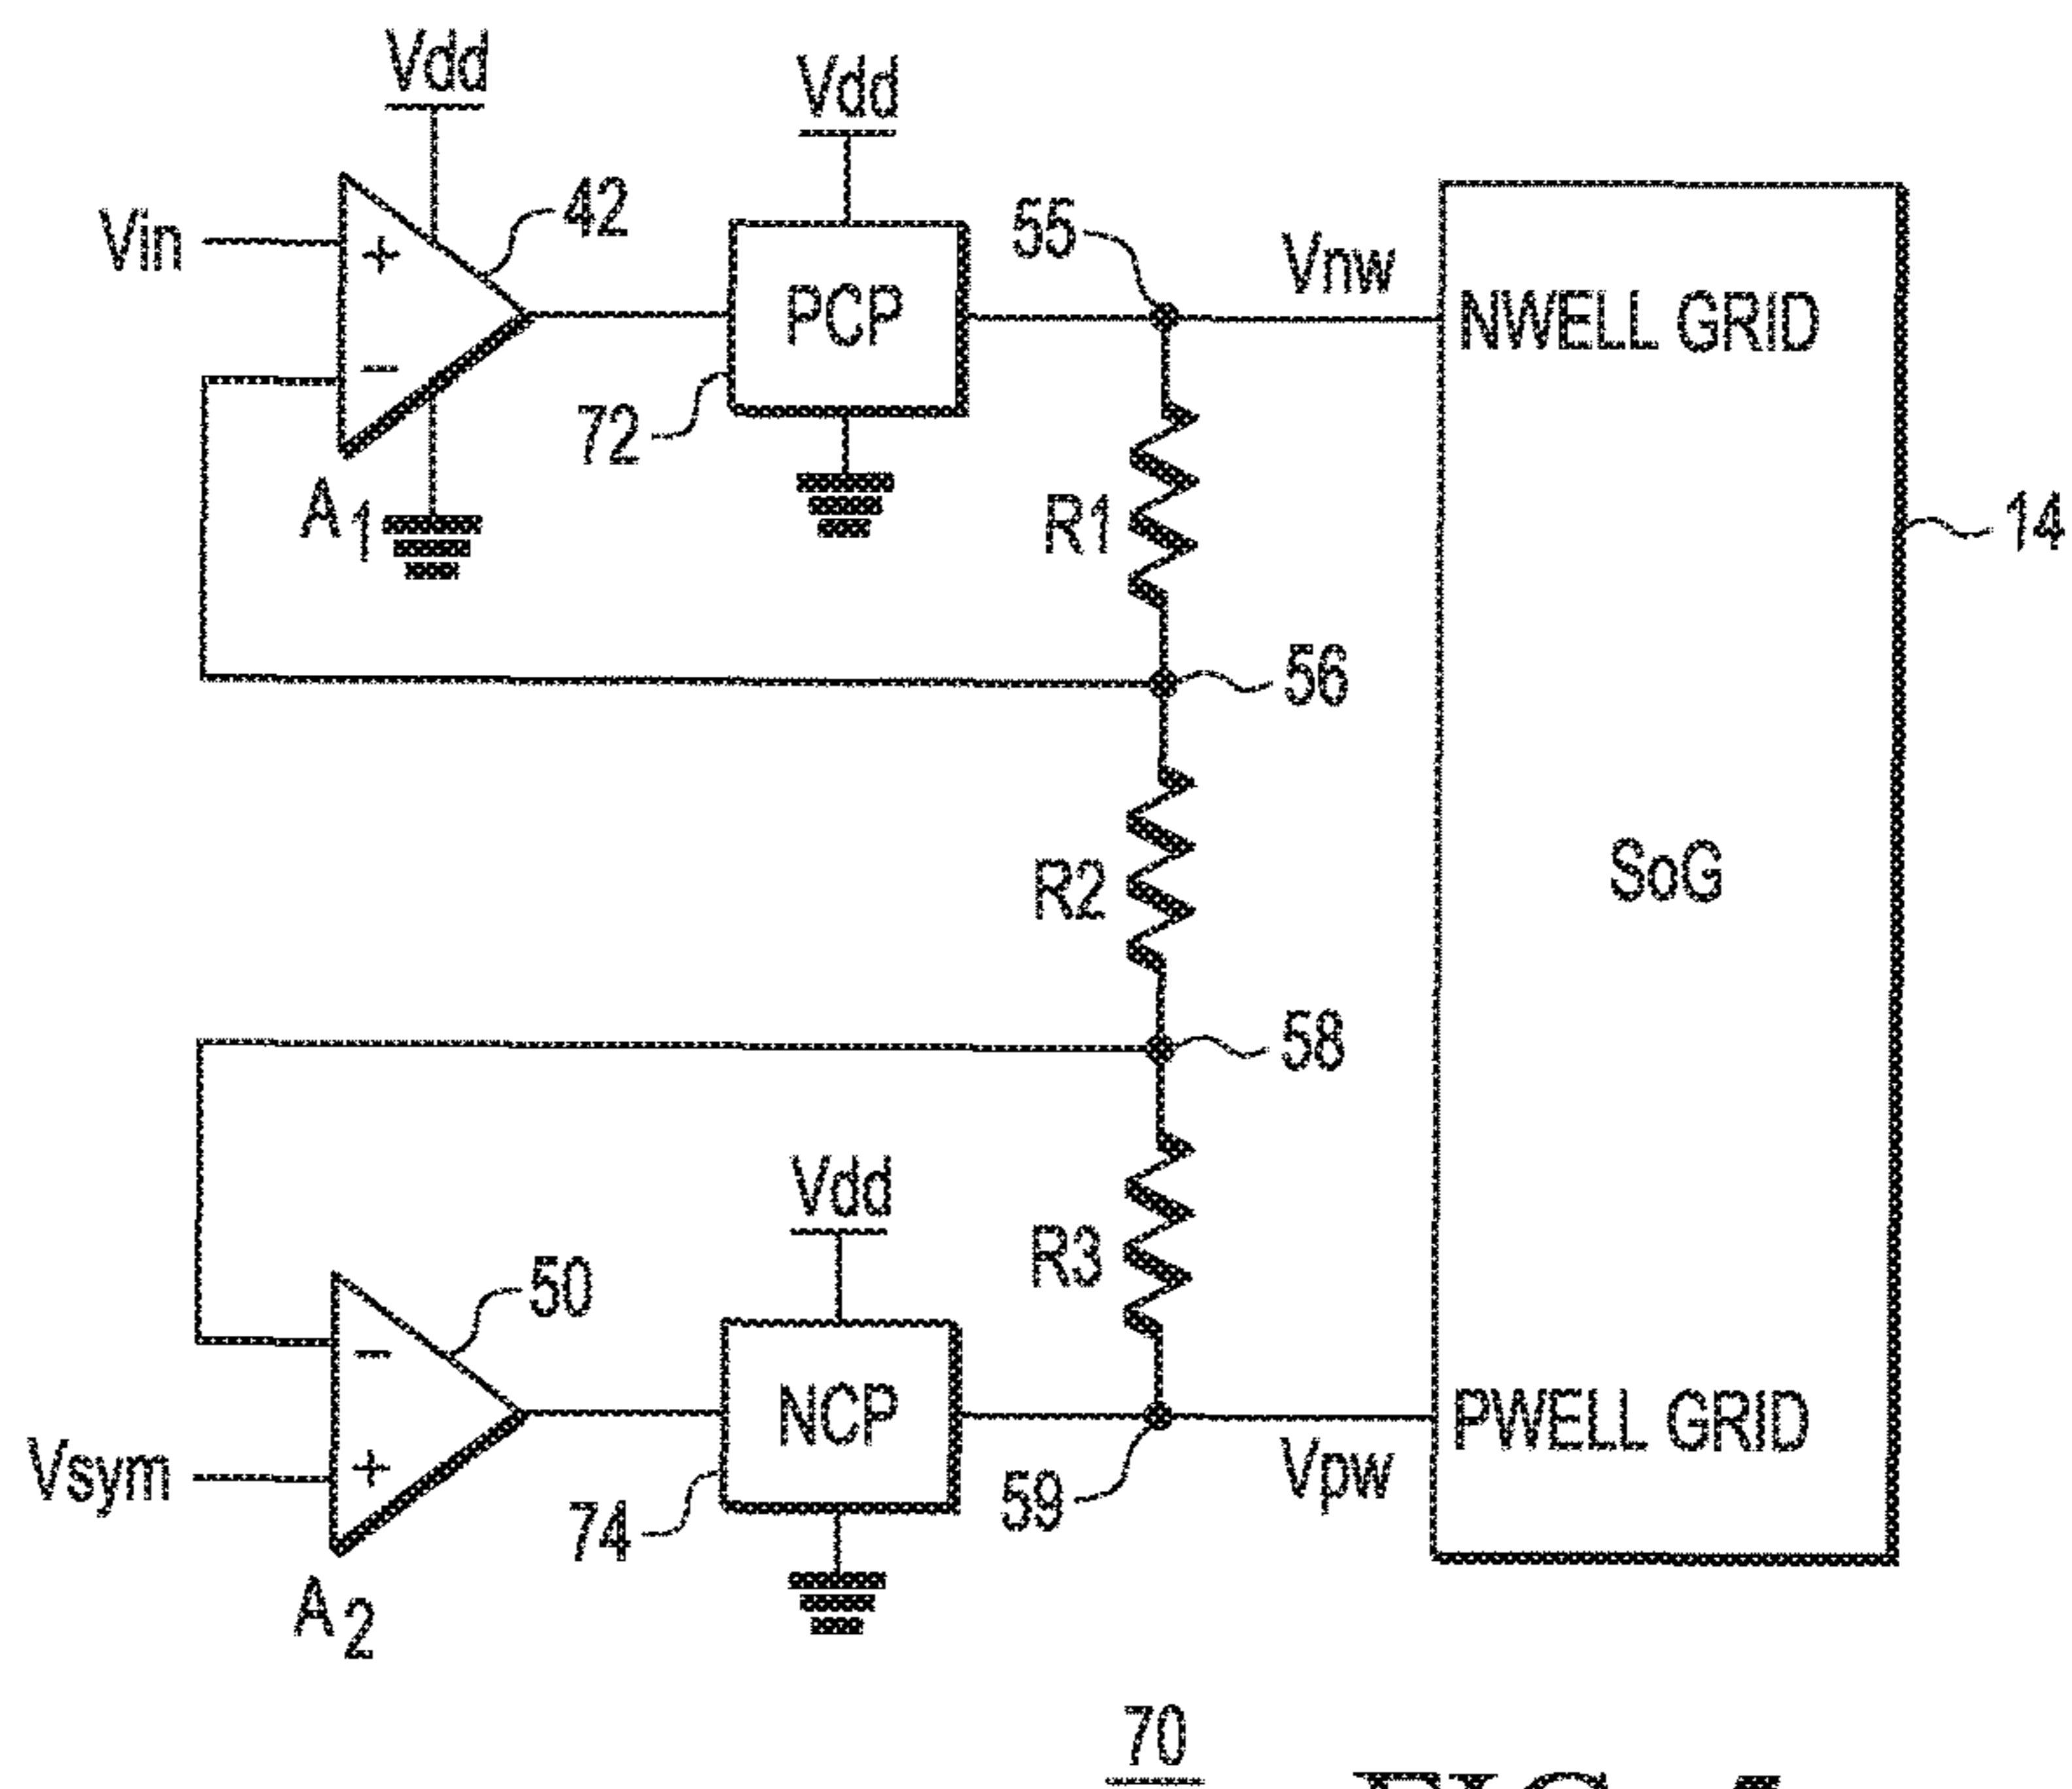 Vdd
Vdd
Vin
+
42
55
Vnw
PCP
NWELL GRID
−
72
A1
R1
14
56
R2
SoG
58
Vdd
R3
50
−
NCP
PWELL GRID
Vsym
+
74
59
Vpw
A2
70